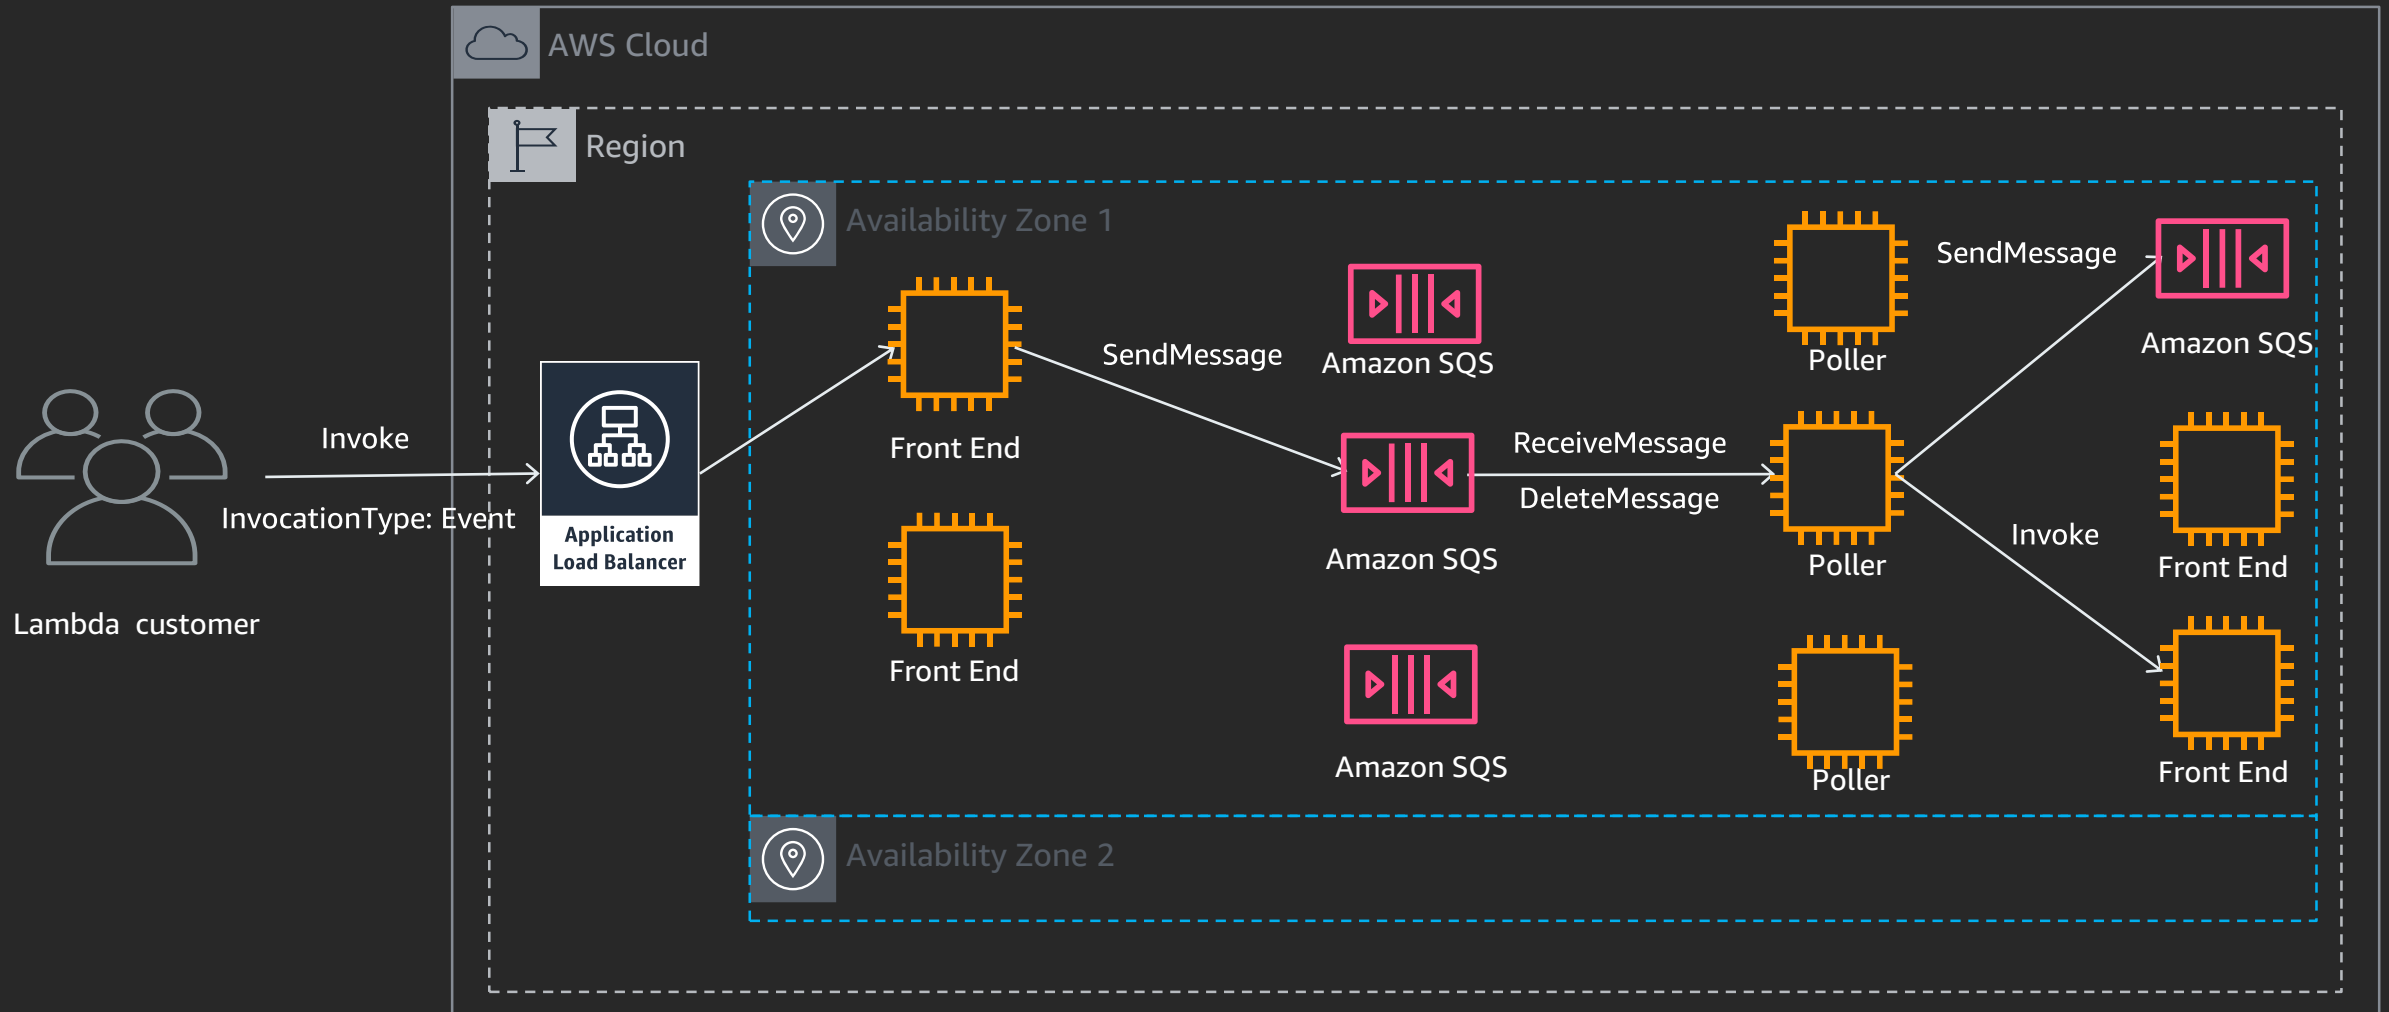 AWS Cloud
Region
Availability Zone 1
SendMessage
Amazon SQS
SendMessage
Amazon SQS
Poller
Invoke
Front End
ReceiveMessage
DeleteMessage
InvocationType: Event
Application
Load Balancer
Invoke
Amazon SQS
Poller
Front End
Lambda customer
Front End
Amazon SQS
Poller
Front End
Availability Zone 2